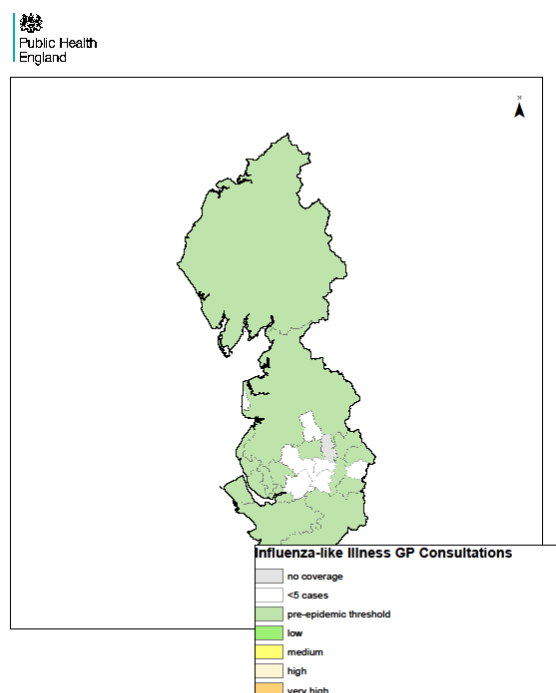 Public Health
England
N
Influenza-like Illness GP Consultations
no coverage
<5 cases
pre-epidemic threshold
low
medium
high
very high